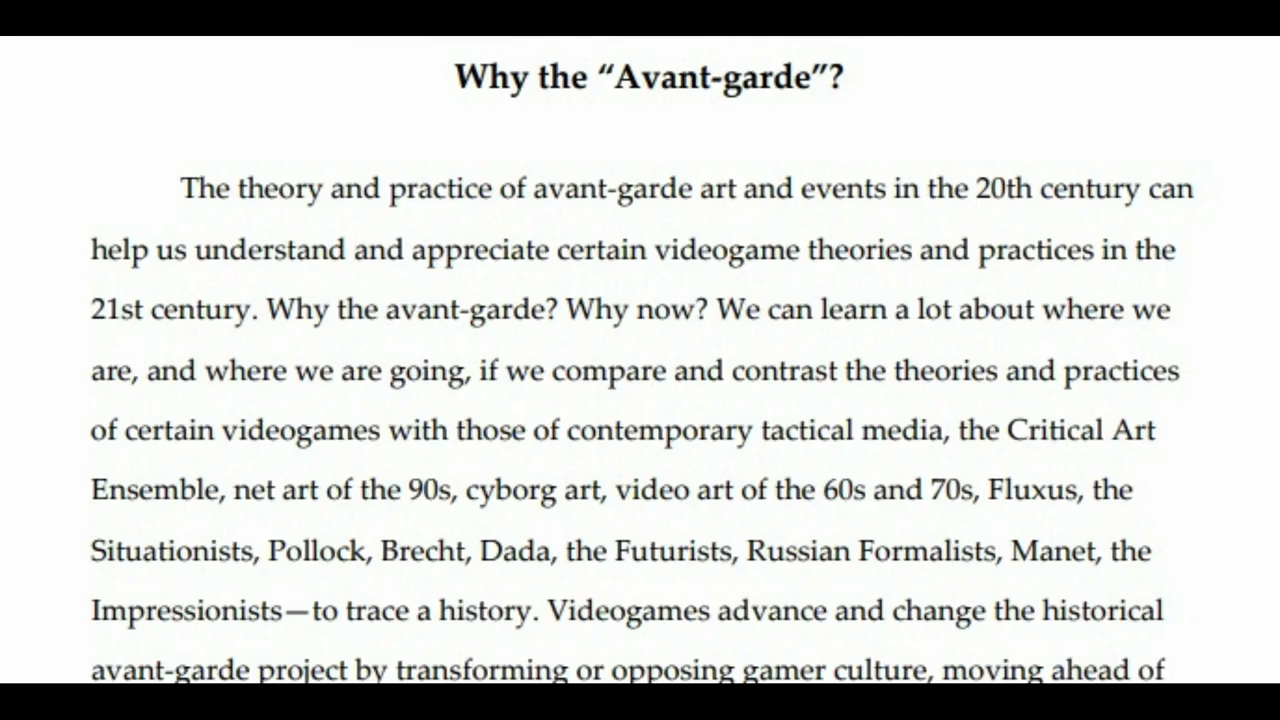 Why the “Avant-garde”?
The theory and practice of avant-garde art and events in the 20th century can
help us understand and appreciate certain videogame theories and practices in the
21st century. Why the avant-garde? Why now? We can learn a lot about where we
are, and where we are going, if we compare and contrast the theories and practices
of certain videogames with those of contemporary tactical media, the Critical Art
Ensemble, net art of the 90s, cyborg art, video art of the 60s and 70s, Fluxus, the
Situationists, Pollock, Brecht, Dada, the Futurists, Russian Formalists, Manet, the
Impressionists—to trace a history. Videogames advance and change the historical
avant-garde project by transforming or opposing gamer culture, moving ahead of